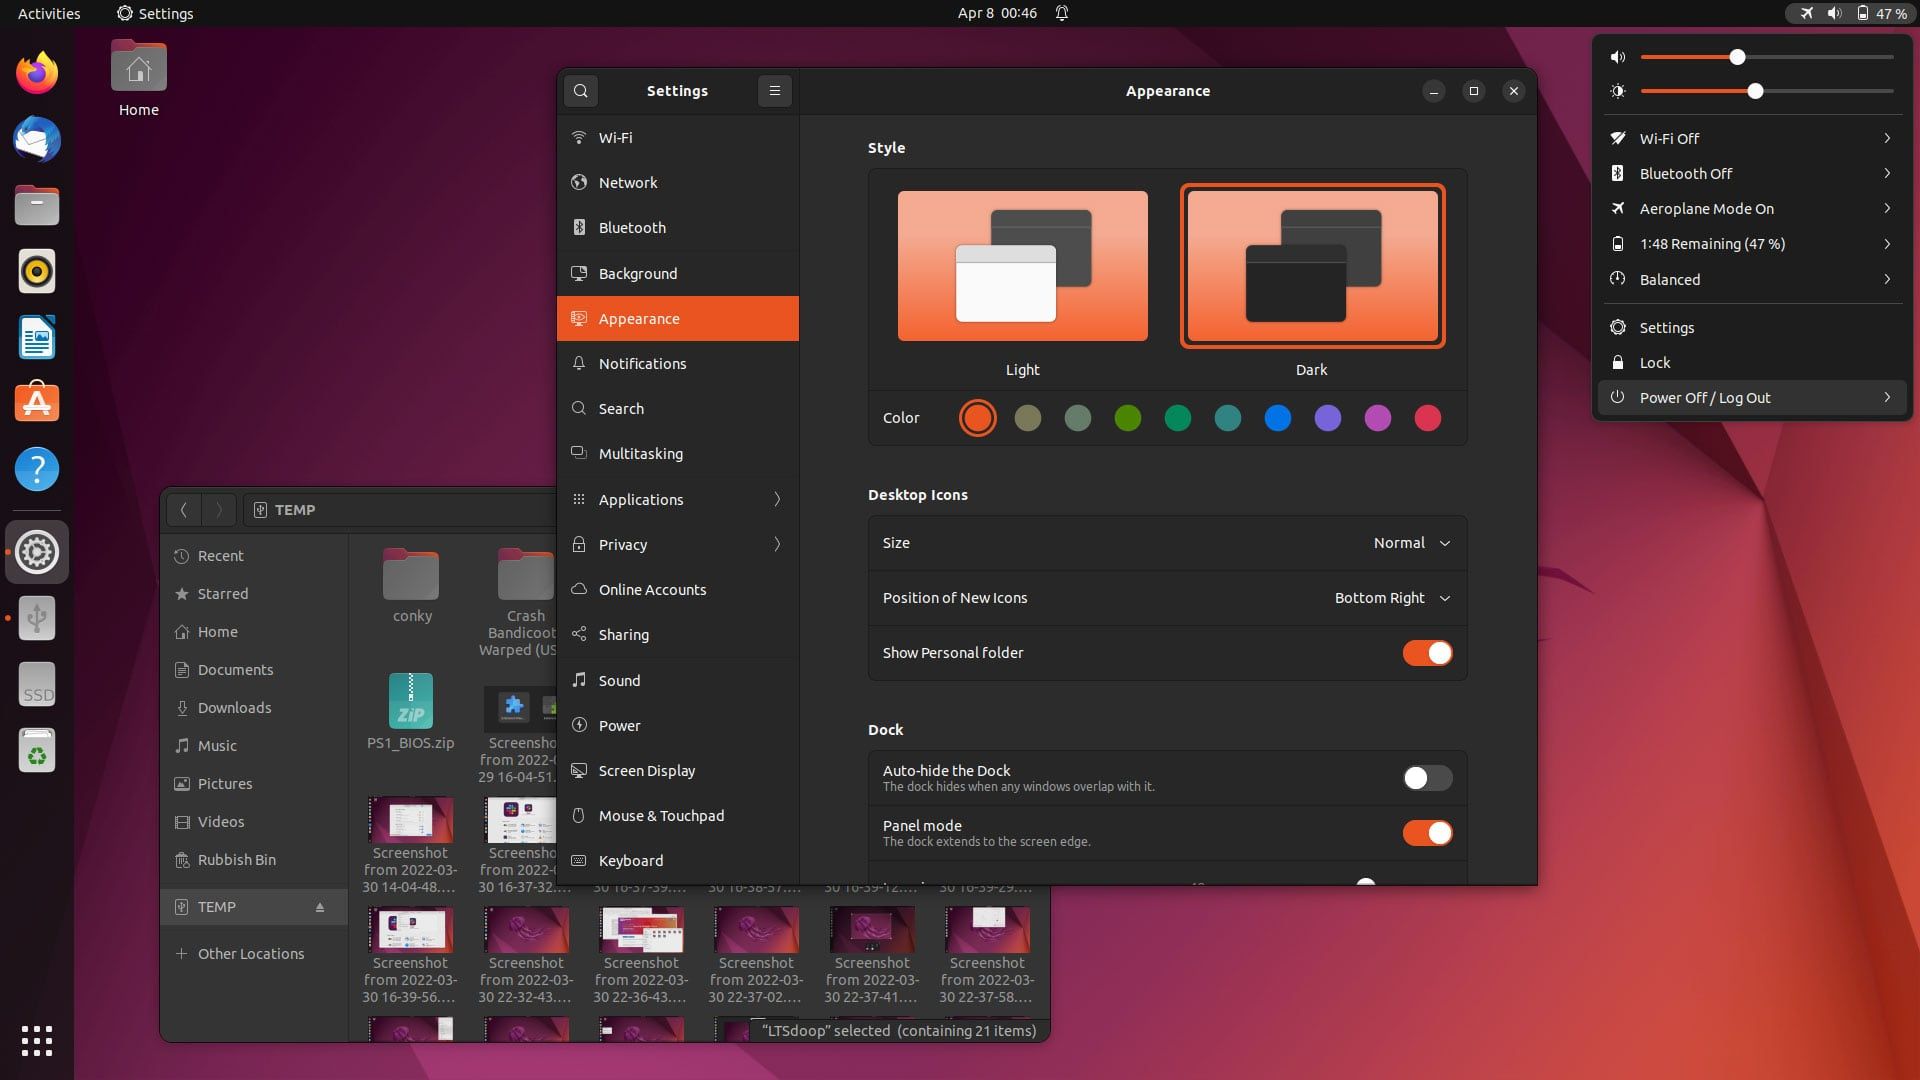 Activities
Settings
Apr 8 00:46
47 %
Home
Settings
Appearance
Wi-Fi
Network
Bluetooth
Background
Appearance
Notifications
Search
Multitasking
Applications
Privacy
Online Accounts
Sharing
Sound
Power
Screen Display
Mouse & Touchpad
Keyboard
Style
Light
Dark
Color
Desktop Icons
Size
Normal
Position of New Icons
Bottom Right
Show Personal folder
Dock
Auto-hide the Dock
The dock hides when any windows overlap with it.
Panel mode
The dock extends to the screen edge.
Wi-Fi Off
Bluetooth Off
Aeroplane Mode On
1:48 Remaining (47 %)
Balanced
Settings
Lock
Power Off / Log Out
SSD
TEMP
Recent
Starred
Home
Documents
Downloads
Music
Pictures
Videos
Rubbish Bin
TEMP
Other Locations
conky
Crash
Bandicoot
Warped (US
ZIP
PS1_BIOS.zip
Screensho
from 2022-0
29 16-04-51.
Screenshot
from 2022-03-
30 14-04-48.…
Screensho
from 2022-0
30 16-37-32.…
30 16-37-39.…
30 16-38-57.…
30 16-39-12.…
30 16-39-29.…
Screenshot
from 2022-03-
30 16-39-56.…
Screenshot
from 2022-03-
30 22-32-43.…
Screenshot
from 2022-03-
30 22-36-43.…
Screenshot
from 2022-03-
30 22-37-02.…
Screenshot
from 2022-03-
30 22-37-41.…
Screenshot
from 2022-03-
30 22-37-58.…
“LTSdoop” selected (containing 21 items)